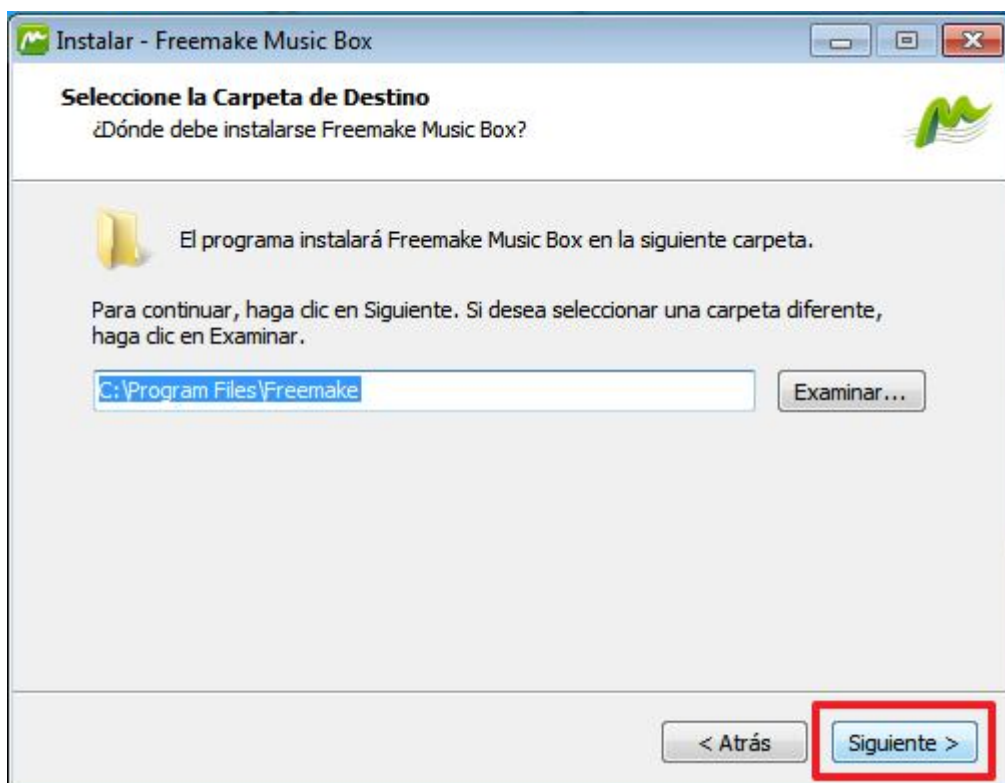 Instalar - Freemake Music Box
Seleccione la Carpeta de Destino
¿Dónde debe instalarse Freemake Music Box?
El programa instalará Freemake Music Box en la siguiente carpeta.
Para continuar, haga clic en Siguiente. Si desea seleccionar una carpeta diferente,
haga clic en Examinar.
C:\Program Files\Freemake
Examinar...
< Atrás
Siguiente >